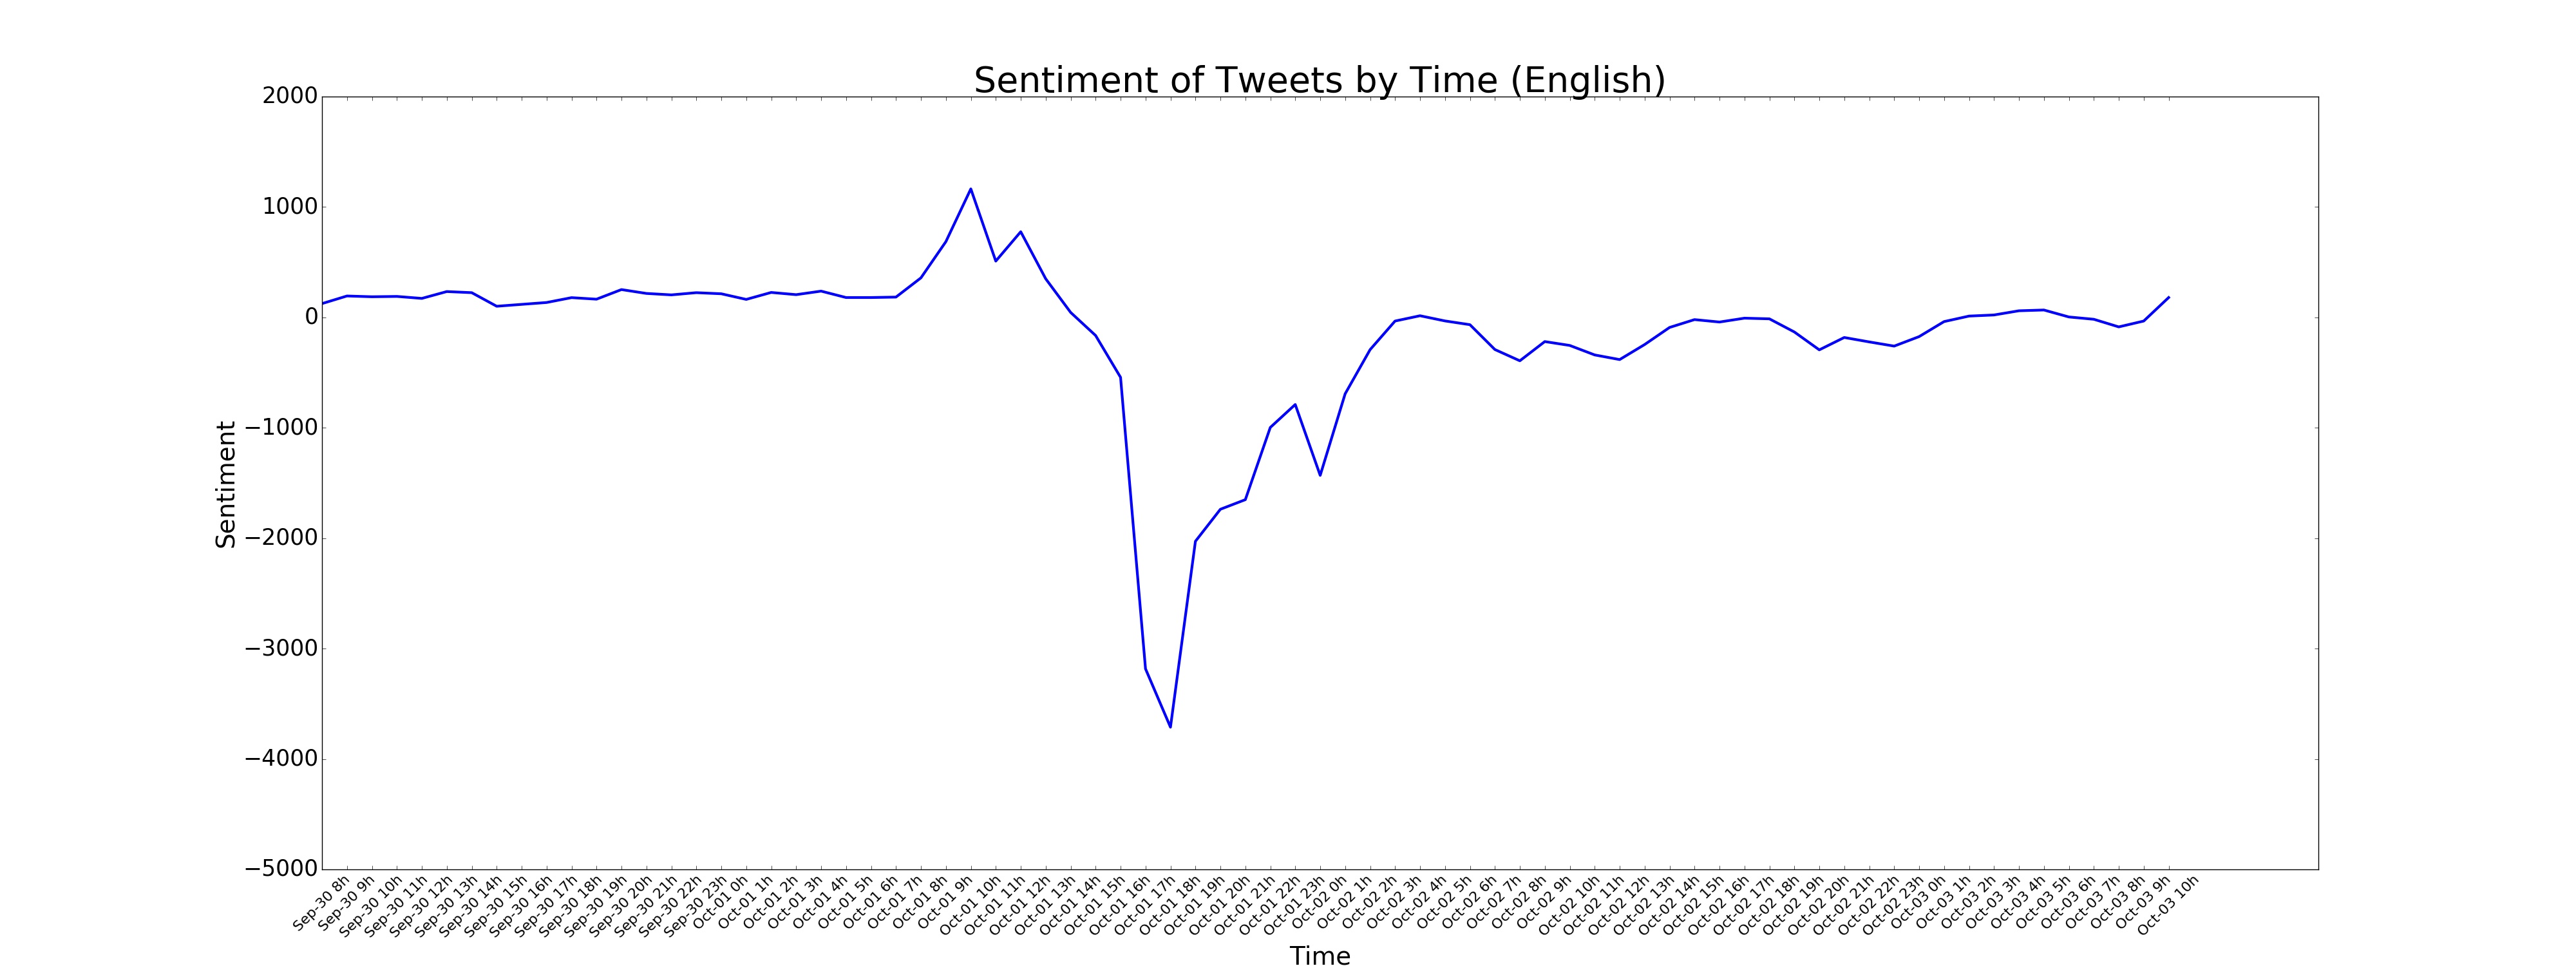 Sentiment of Tweets by Time (English)
2000
1000
0
−1000
−2000
−3000
−4000
−5000
Sentiment
Sep-30 8h
Sep-30 9h
Sep-30 10h
Sep-30 11h
Sep-30 12h
Sep-30 13h
Sep-30 14h
Sep-30 15h
Sep-30 16h
Sep-30 17h
Sep-30 18h
Sep-30 19h
Sep-30 20h
Sep-30 21h
Sep-30 22h
Sep-30 23h
Oct-01 0h
Oct-01 1h
Oct-01 2h
Oct-01 3h
Oct-01 4h
Oct-01 5h
Oct-01 6h
Oct-01 7h
Oct-01 8h
Oct-01 9h
Oct-01 10h
Oct-01 11h
Oct-01 12h
Oct-01 13h
Oct-01 14h
Oct-01 15h
Oct-01 16h
Oct-01 17h
Oct-01 18h
Oct-01 19h
Oct-01 20h
Oct-01 21h
Oct-01 22h
Oct-01 23h
Oct-02 0h
Oct-02 1h
Oct-02 2h
Oct-02 3h
Oct-02 4h
Oct-02 5h
Oct-02 6h
Oct-02 7h
Oct-02 8h
Oct-02 9h
Oct-02 10h
Oct-02 11h
Oct-02 12h
Oct-02 13h
Oct-02 14h
Oct-02 15h
Oct-02 16h
Oct-02 17h
Oct-02 18h
Oct-02 19h
Oct-02 20h
Oct-02 21h
Oct-02 22h
Oct-02 23h
Oct-03 0h
Oct-03 1h
Oct-03 2h
Oct-03 3h
Oct-03 4h
Oct-03 5h
Oct-03 6h
Oct-03 7h
Oct-03 8h
Oct-03 9h
Oct-03 10h
Time